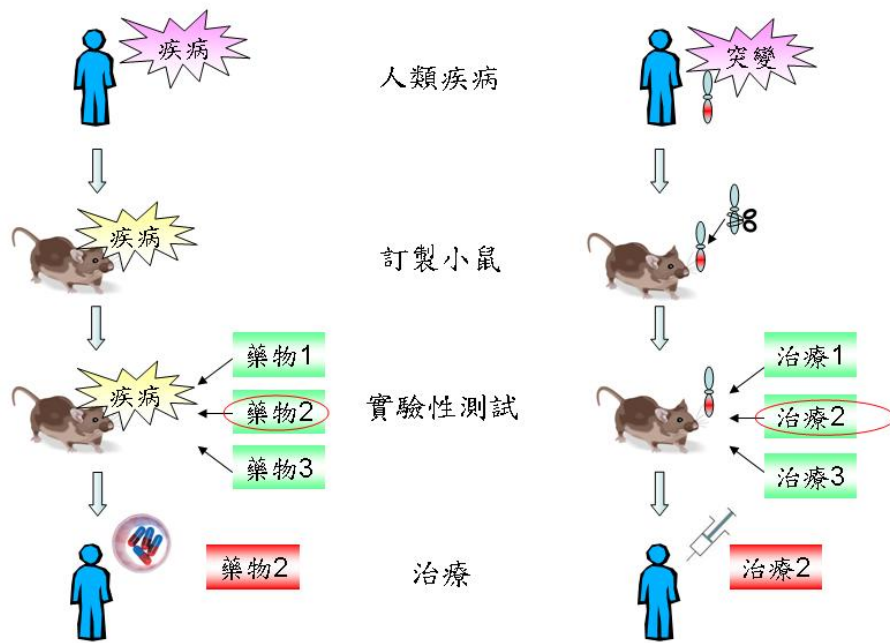 疾病
人類疾病
突變
疾病
訂製小鼠
疾病
藥物1
藥物2
藥物3
實驗性測試
治療1
治療2
治療3
藥物2
治療
治療2